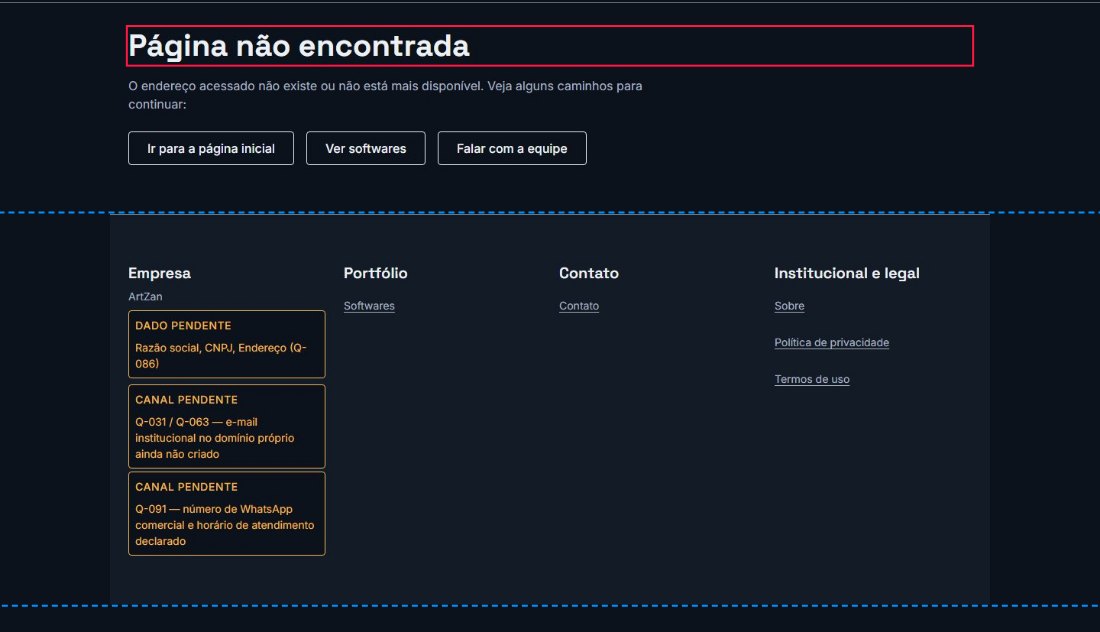 Página não encontrada
O endereço acessado não existe ou não está mais disponível. Veja alguns caminhos para
continuar:
Ir para a página inicial
Ver softwares
Falar com a equipe
Empresa
ArtZan
DADO PENDENTE
Razão social, CNPJ, Endereço (Q-
086)
CANAL PENDENTE
Q-031 / Q-063 — e-mail
institucional no domínio próprio
ainda não criado
CANAL PENDENTE
Q-091 — número de WhatsApp
comercial e horário de atendimento
declarado
Portfólio
Softwares
Contato
Contato
Institucional e legal
Sobre
Política de privacidade
Termos de uso